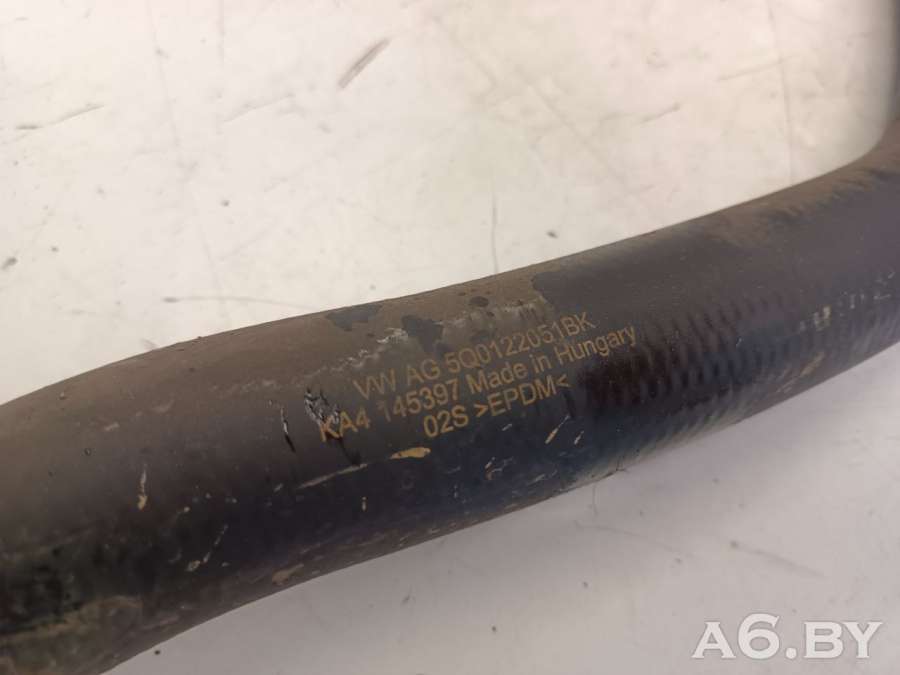 VW AG 5Q0122051BK
KA4 145397 Made in Hungary
02S >EPDM<
A6.BY